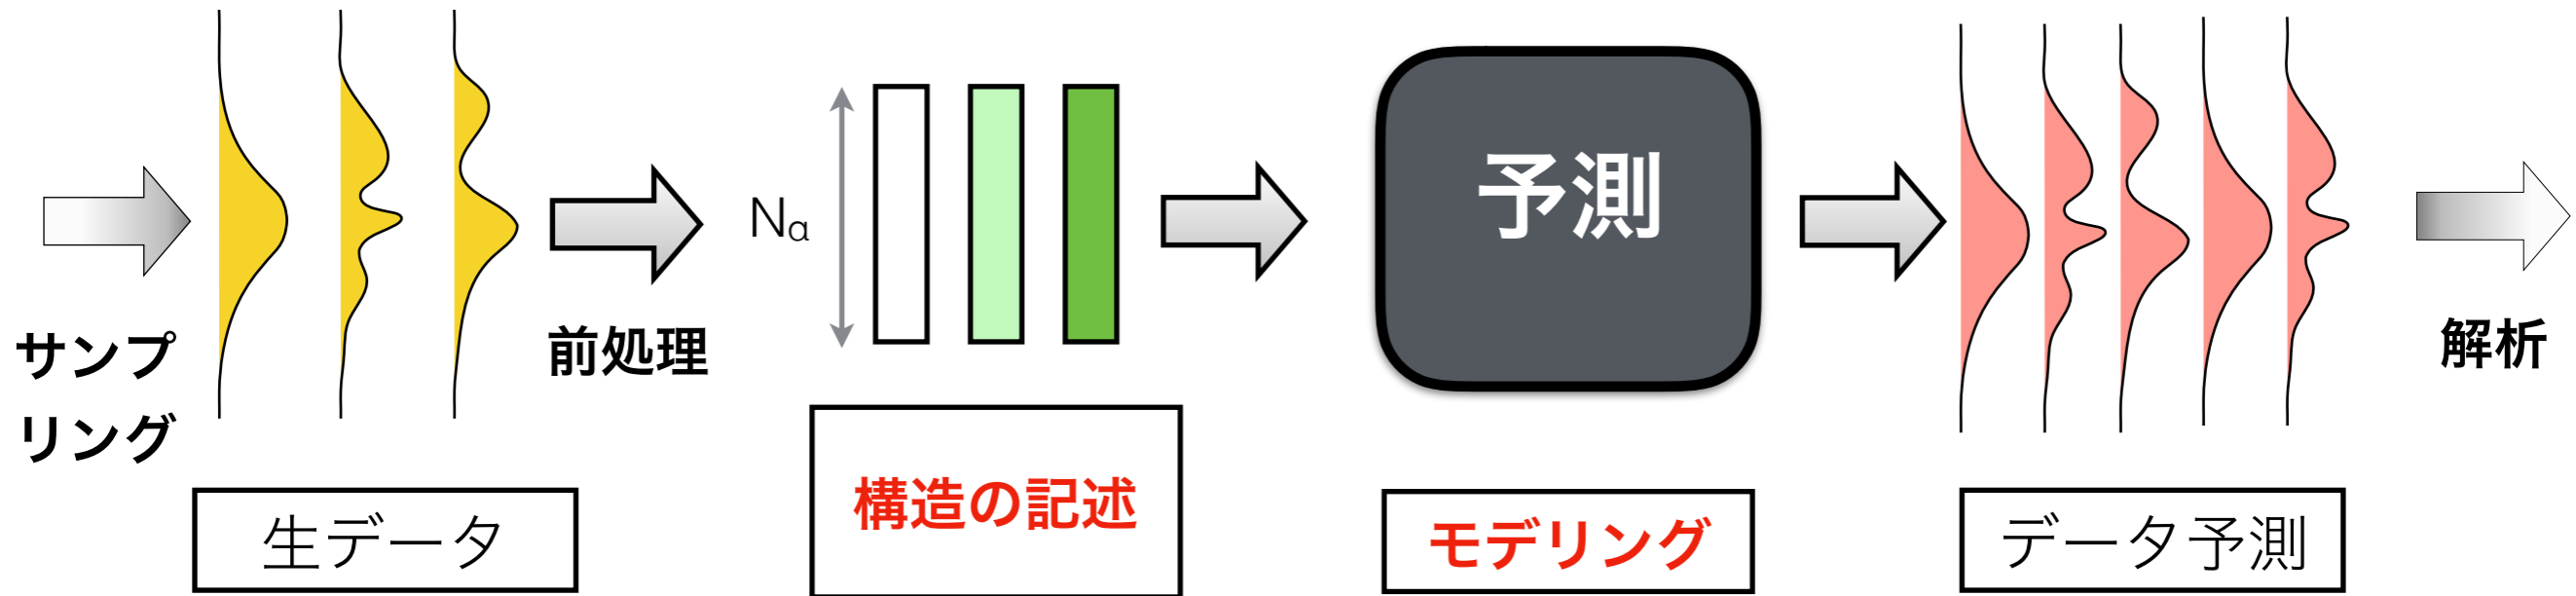 サンプ
リング
生データ
前処理
Nα
構造の記述
予測
モデリング
データ予測
解析